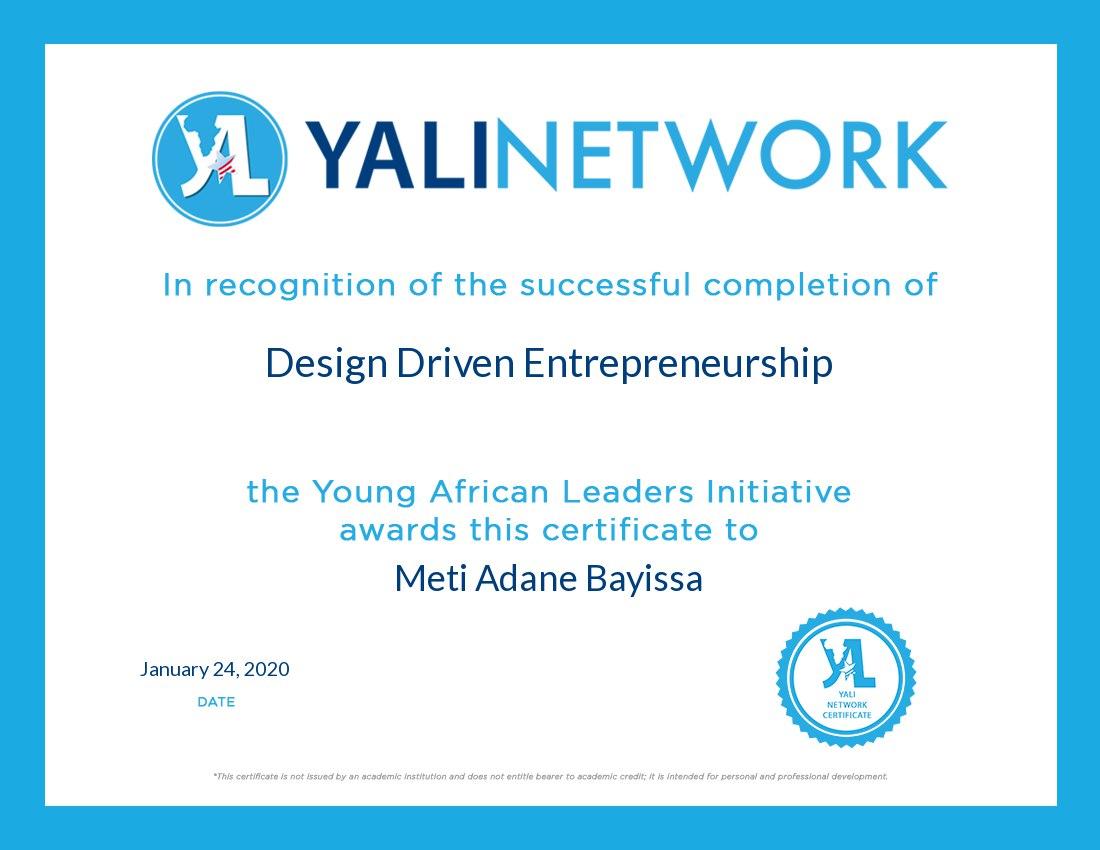 YALINETWORK
In recognition of the successful completion of
Design Driven Entrepreneurship
the Young African Leaders Initiative
awards this certificate to
Meti Adane Bayissa
January 24, 2020
DATE
YALI
NETWORK
CERTIFICATE
*This certificate is not issued by an academic institution and does not entitle bearer to academic credit; it is intended for personal and professional development.